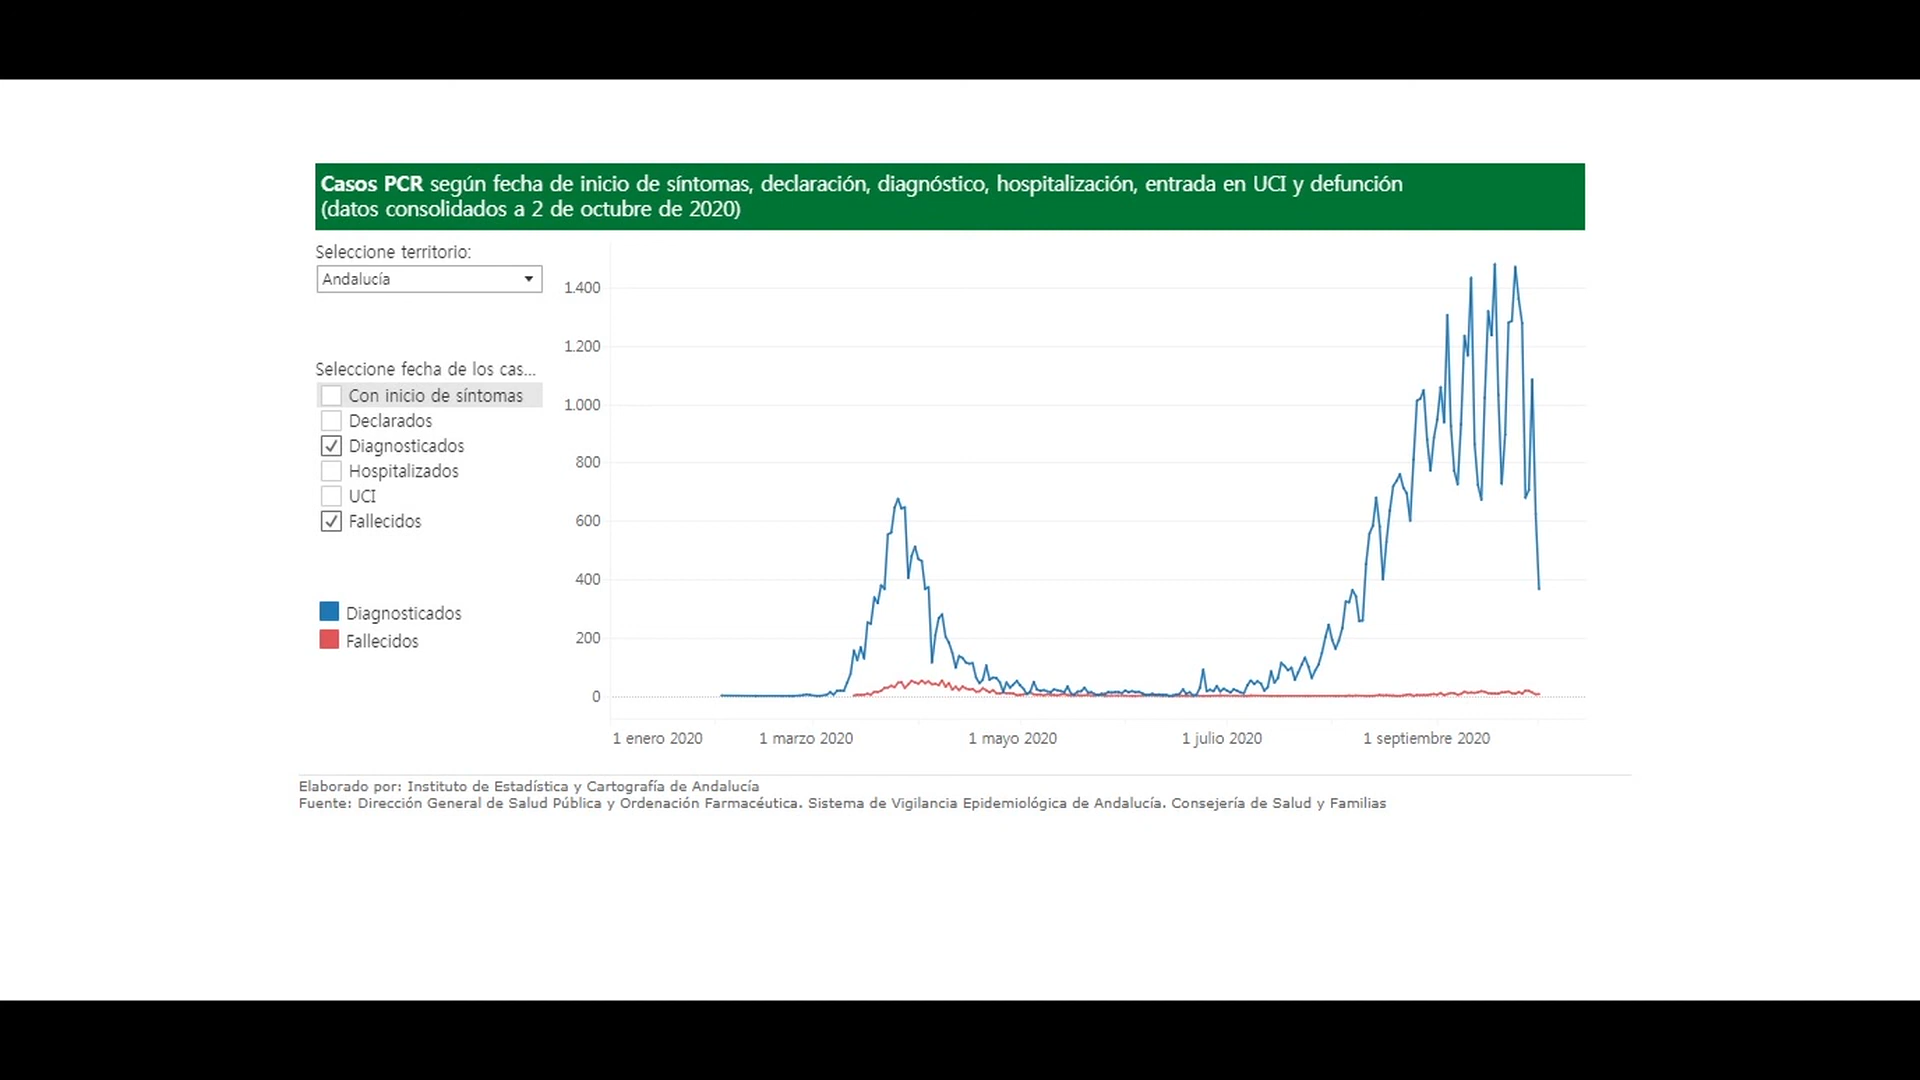 Casos PCR según fecha de inicio de síntomas, declaración, diagnóstico, hospitalización, entrada en UCI y defunción
(datos consolidados a 2 de octubre de 2020)
Seleccione territorio:
Andalucía
Seleccione fecha de los cas...
Con inicio de síntomas
Declarados
Diagnosticados
Hospitalizados
UCI
Fallecidos
Diagnosticados
Fallecidos
1.400
1.200
1.000
800
600
400
200
0
1 enero 2020
1 marzo 2020
1 mayo 2020
1 julio 2020
1 septiembre 2020
Elaborado por: Instituto de Estadística y Cartografía de Andalucía
Fuente: Dirección General de Salud Pública y Ordenación Farmacéutica. Sistema de Vigilancia Epidemiológica de Andalucía. Consejería de Salud y Familias